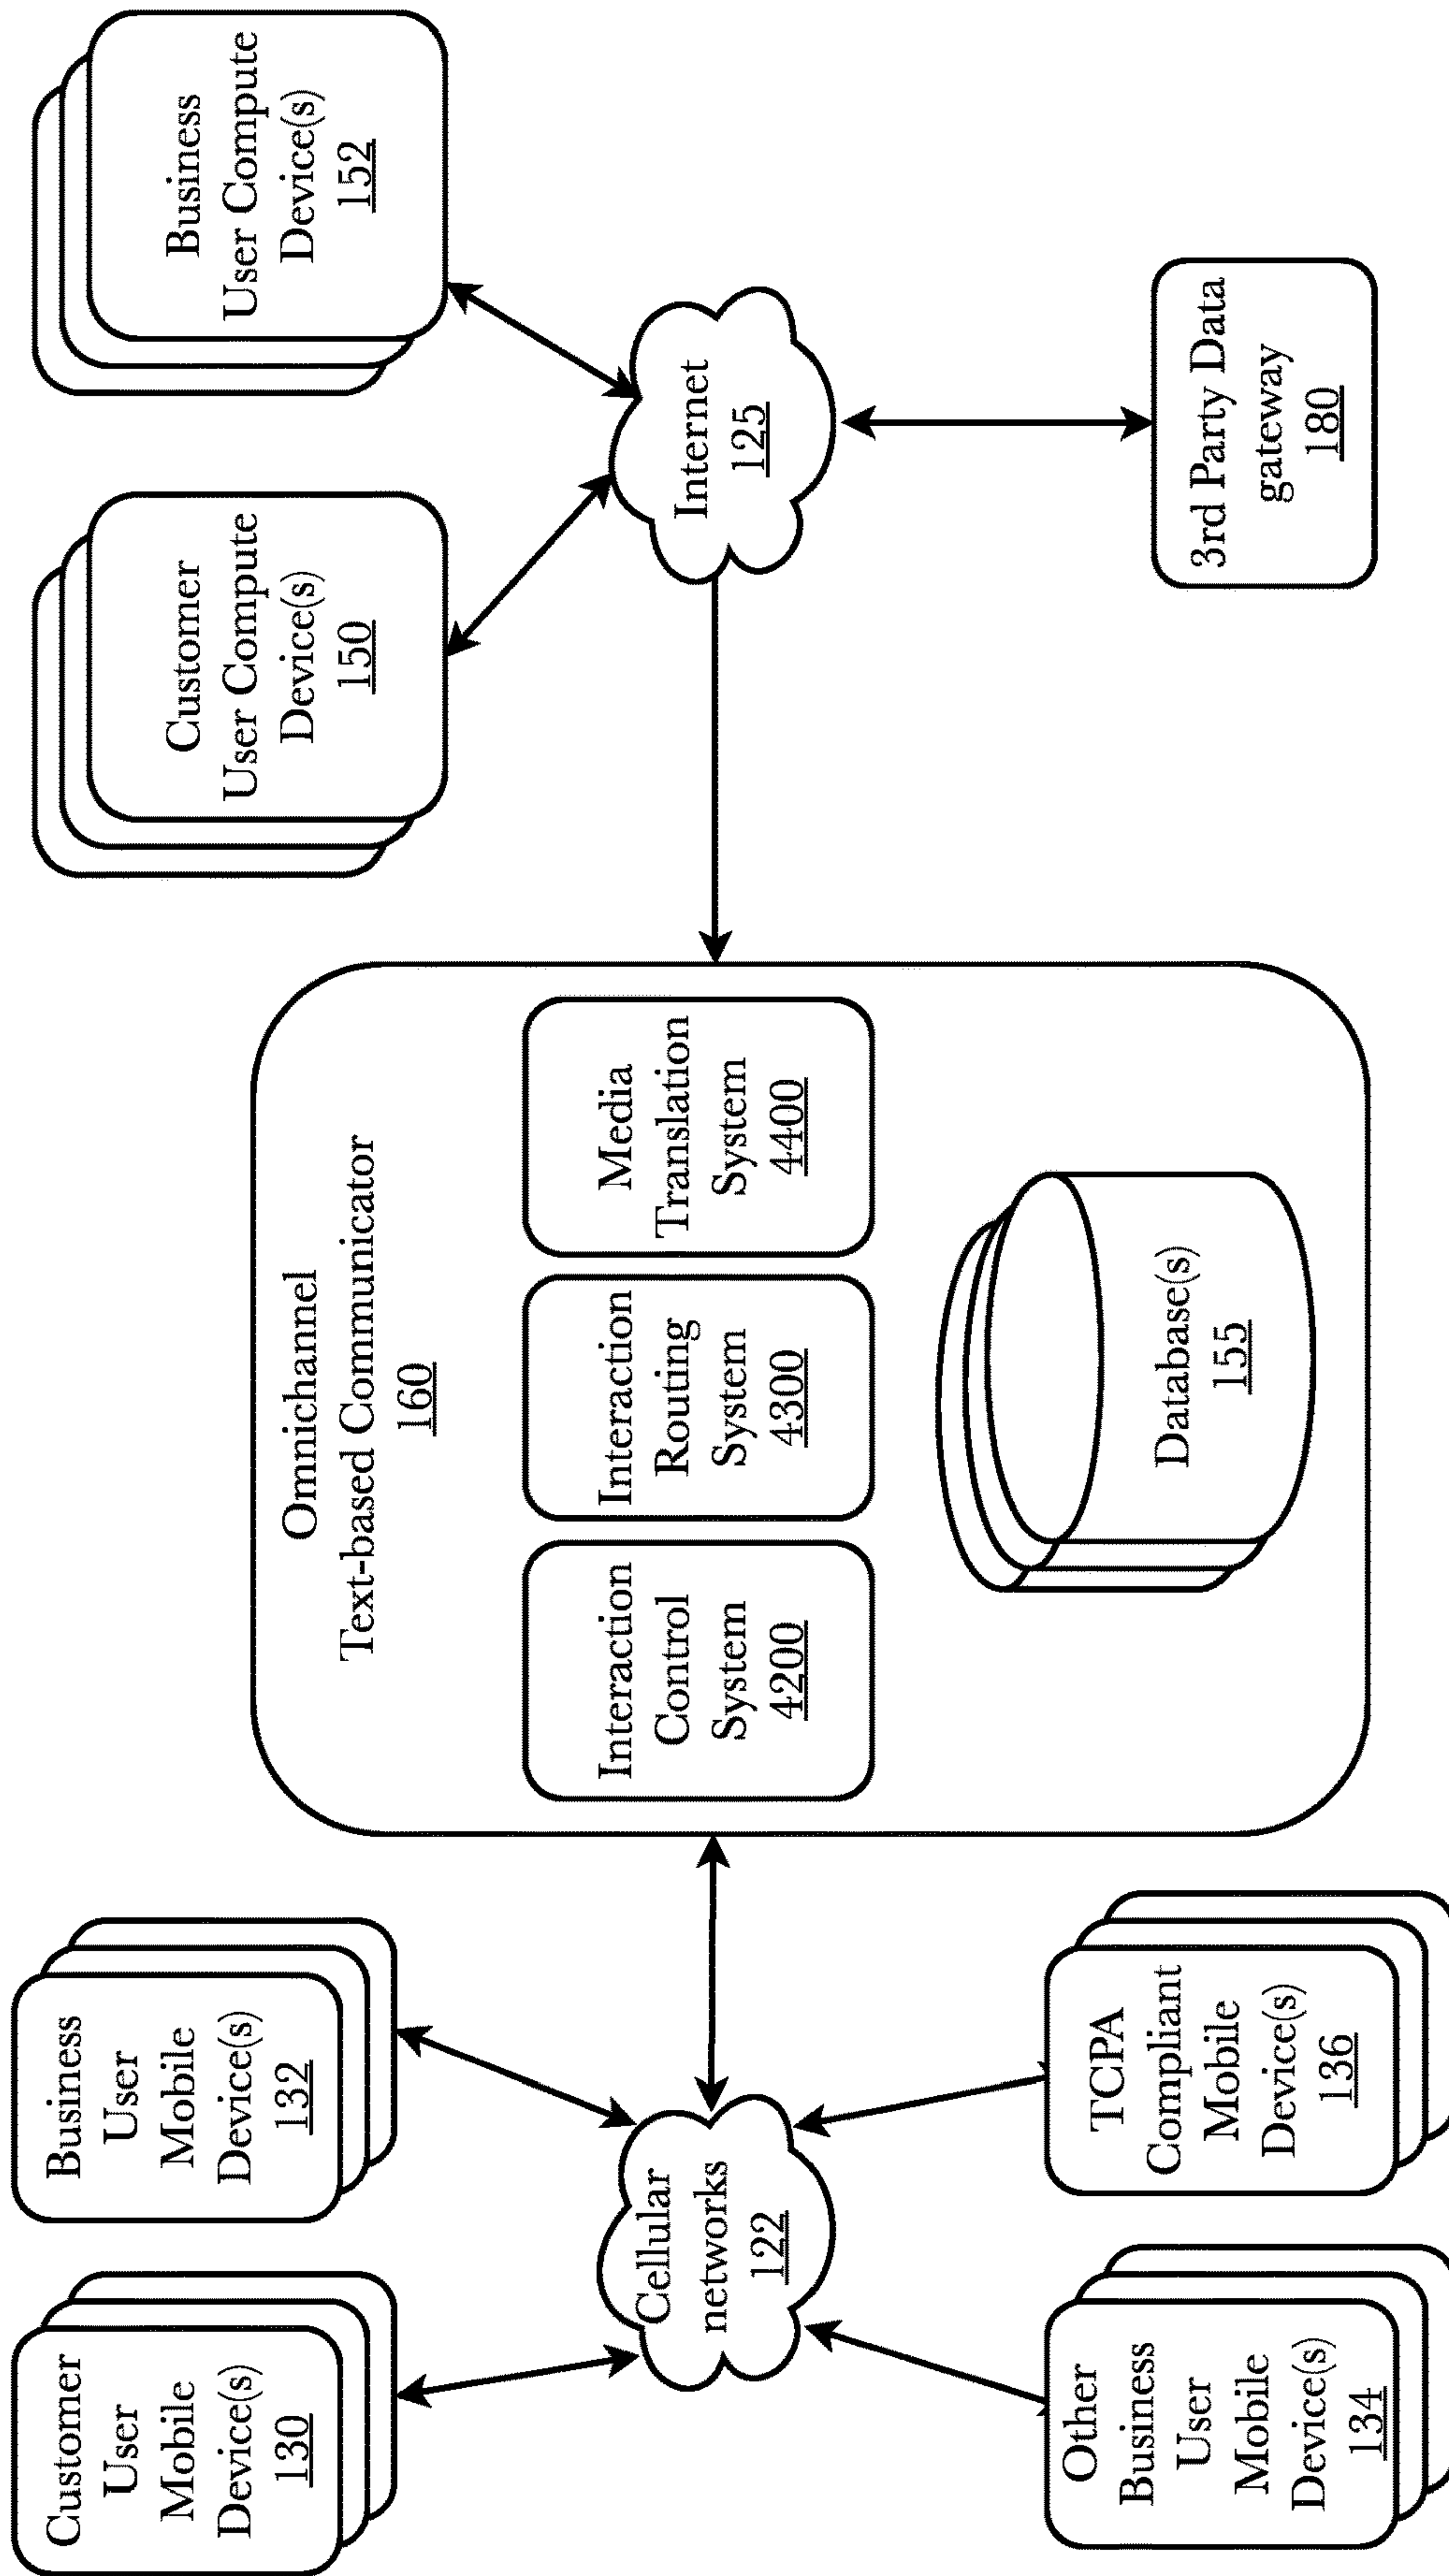 Customer
User
Mobile
Device(s)
130
Business
User
Mobile
Device(s)
132
Cellular
networks
122
Other
Business
User
Mobile
Device(s)
134
TCPA
Compliant
Mobile
Device(s)
136
Omnichannel
Text-based Communicator
160
Interaction
Control
System
4200
Interaction
Routing
System
4300
Media
Translation
System
4400
Database(s)
155
Customer
User Compute
Device(s)
150
Business
User Compute
Device(s)
152
Internet
125
3rd Party Data
gateway
180